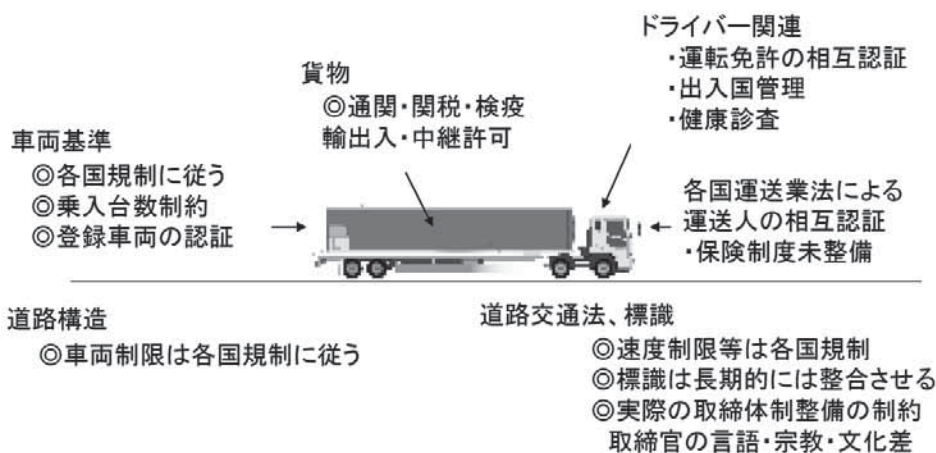 ドライバー関連
・運転免許の相互認証
・出入国管理
・健康診査
貨物
◎通関・関税・検疫
輸出入・中継許可
車両基準
◎各国規制に従う
◎乗入台数制約
◎登録車両の認証
各国運送業法による
運送人の相互認証
・保険制度未整備
道路構造
◎車両制限は各国規制に従う
道路交通法、標識
◎速度制限等は各国規制
◎標識は長期的には整合させる
◎実際の取締体制整備の制約
取締官の言語・宗教・文化差